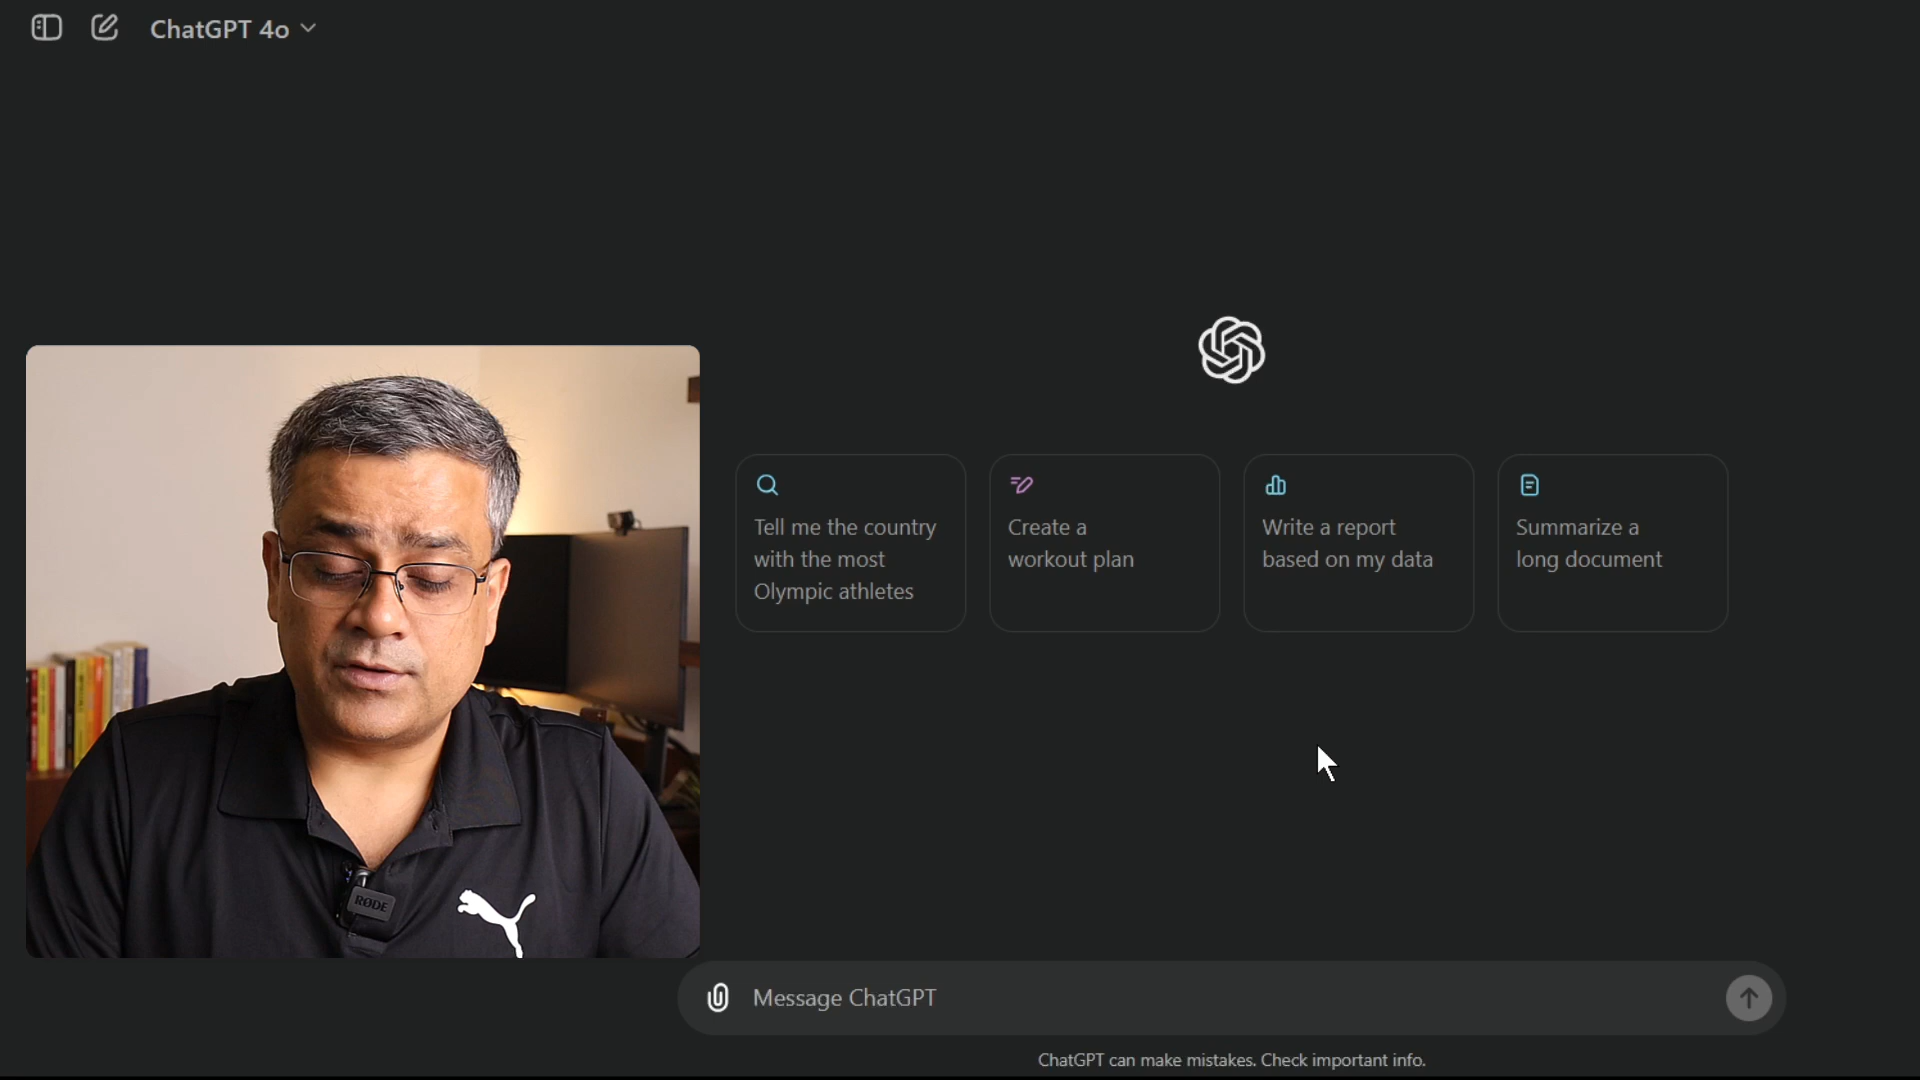 ChatGPT 4o
Tell me the country
with the most
Olympic athletes
Create a
workout plan
Write a report
based on my data
Summarize a
long document
RØDE
Message ChatGPT
ChatGPT can make mistakes. Check important info.